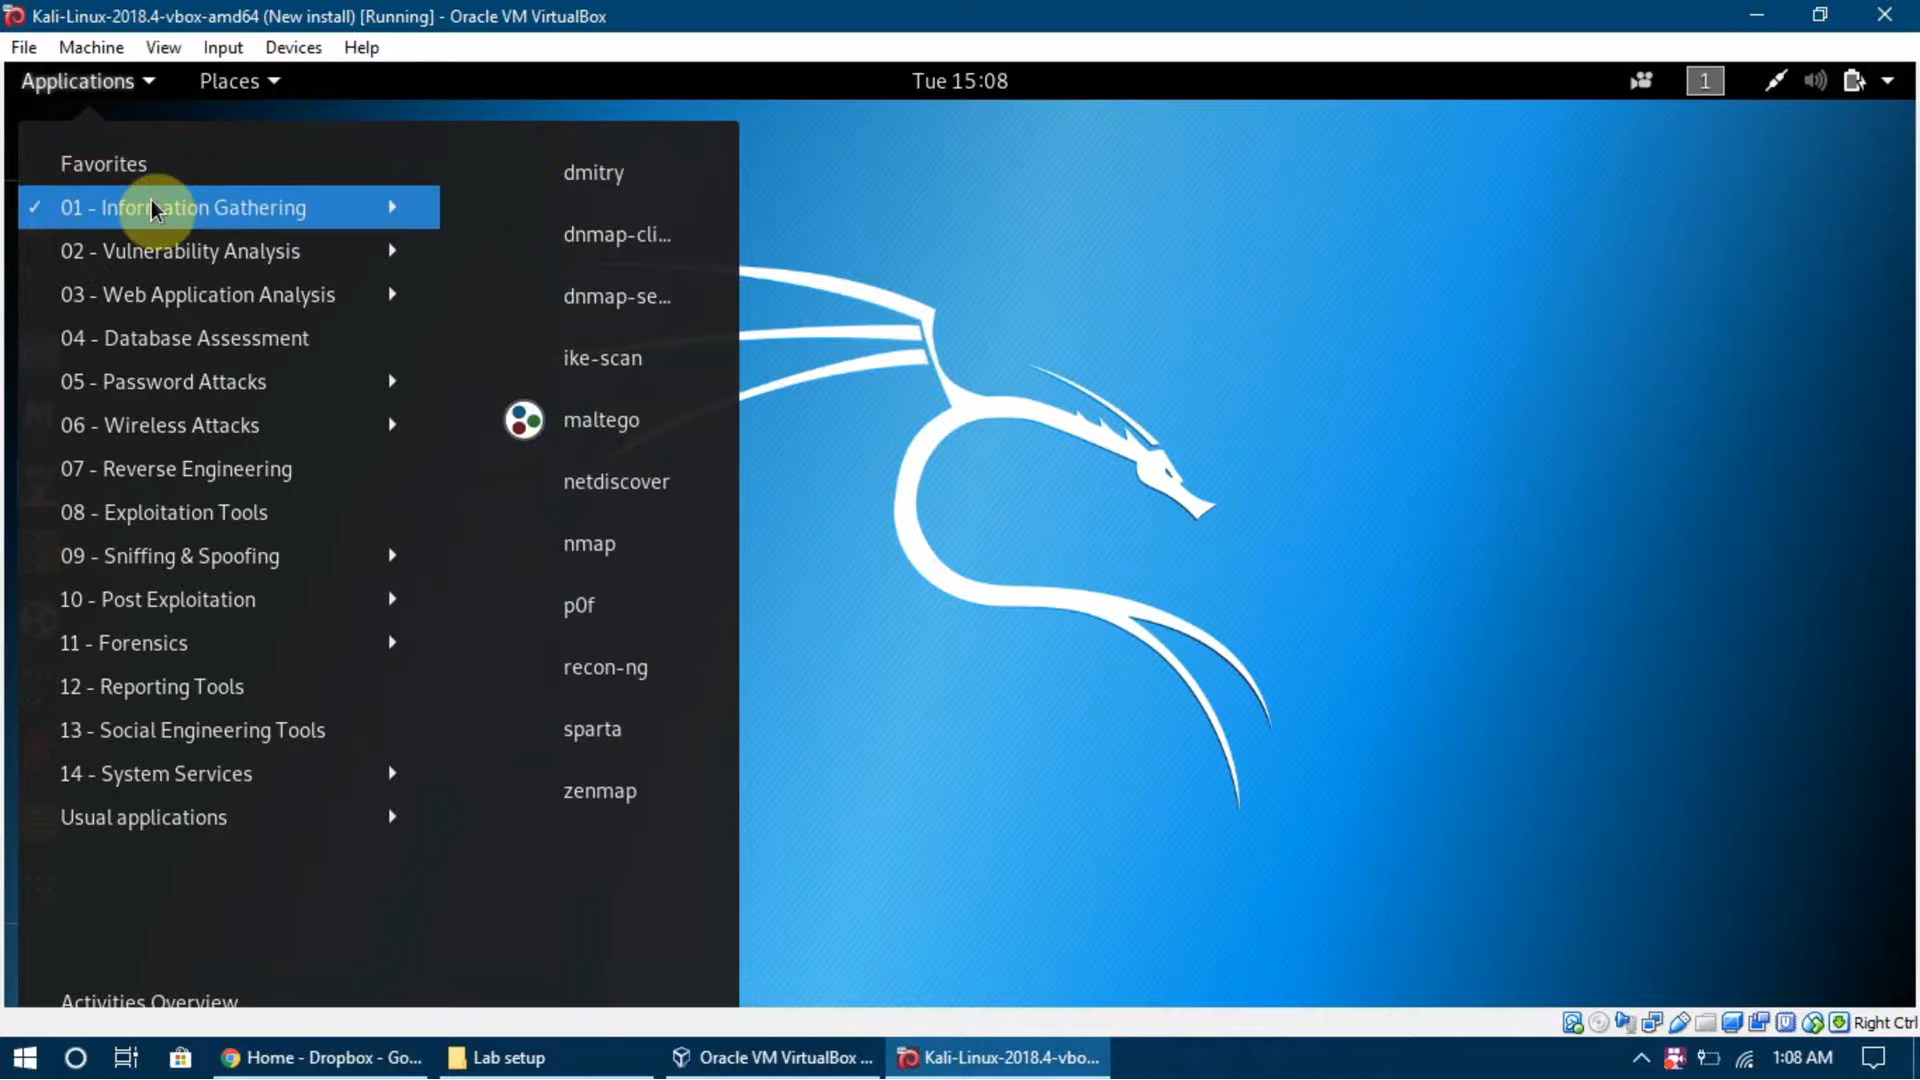 Kali-Linux-2018.4-vbox-amd64 (New install) [Running] - Oracle VM VirtualBox
File Machine View Input Devices Help
Applications Places Tue 15:08 1
Favorites
01 - Information Gathering
02 - Vulnerability Analysis
03 - Web Application Analysis
04 - Database Assessment
05 - Password Attacks
06 - Wireless Attacks
07 - Reverse Engineering
08 - Exploitation Tools
09 - Sniffing & Spoofing
10 - Post Exploitation
11 - Forensics
12 - Reporting Tools
13 - Social Engineering Tools
14 - System Services
Usual applications
Activities Overview
dmitry
dnmap-cli...
dnmap-se...
ike-scan
maltego
netdiscover
nmap
p0f
recon-ng
sparta
zenmap
Right Ctrl
Home - Dropbox - Go... Lab setup Oracle VM VirtualBox ... Kali-Linux-2018.4-vbo... 1:08 AM